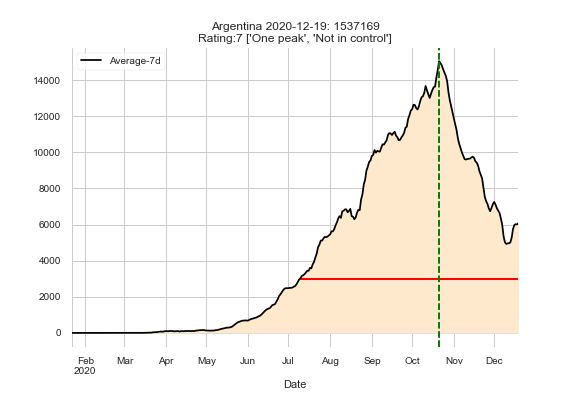 Argentina 2020-12-19: 1537169
Rating:7 ['One peak', 'Not in control']
Average-7d
14000
12000
10000
8000
6000
4000
2000
0
Feb Mar Apr May Jun Jul Aug Sep Oct Nov Dec
2020
Date